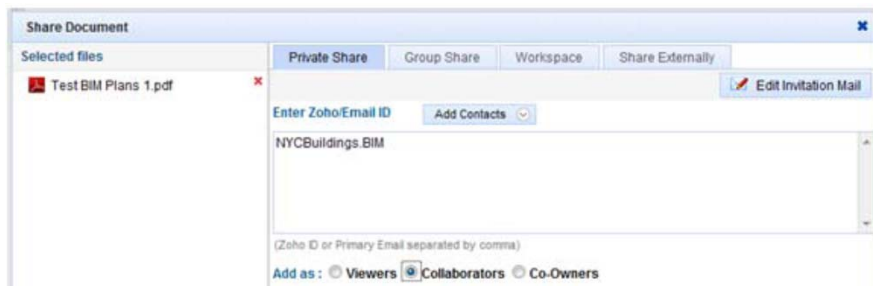 Share Document
Selected files
Test BIM Plans 1.pdf
Private Share Group Share Workspace Share Externally
Edit Invitation Mail
Enter Zoho/Email ID Add Contacts
NYCBuildings.BIM
(Zoho ID or Primary Email separated by comma)
Add as : Viewers Collaborators Co-Owners